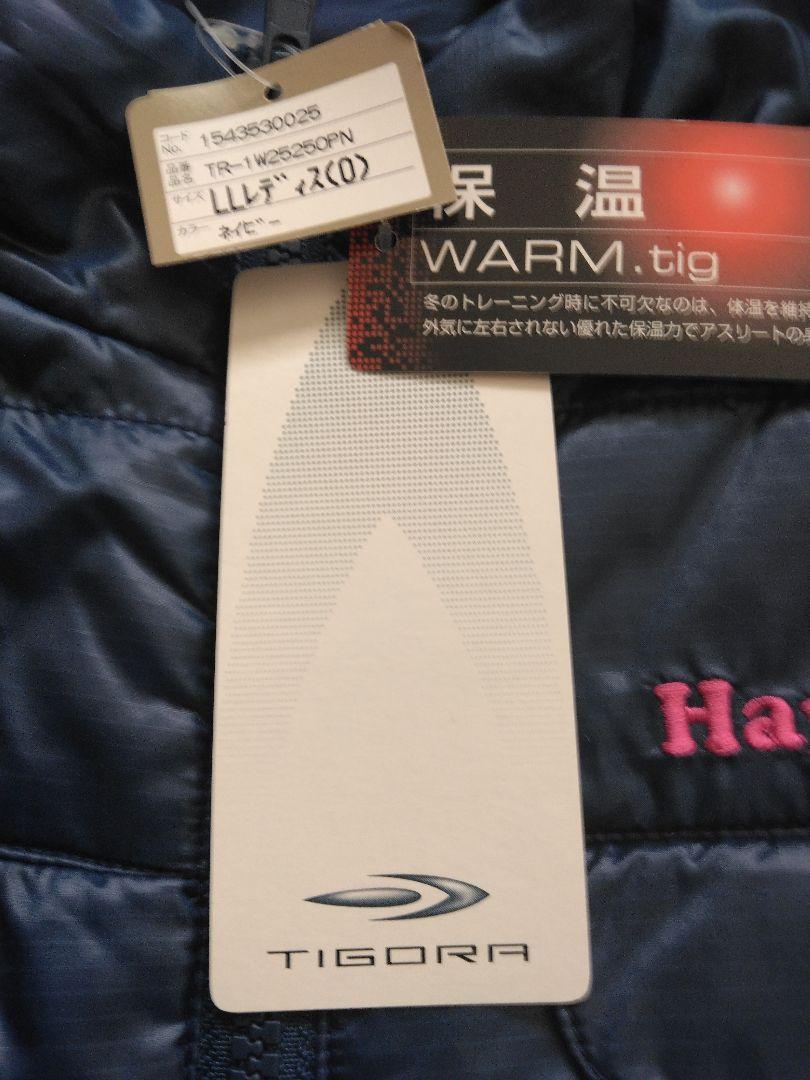 コード No. 1543530025
品番 品名 TR-1W25250PN
サイズ LLレディス(O)
カラー ネイビー
保 温
WARM.tig
冬のトレーニング時に不可欠なのは、体温を維持
外気に左右されない優れた保温力でアスリートの
Ha
TIGORA